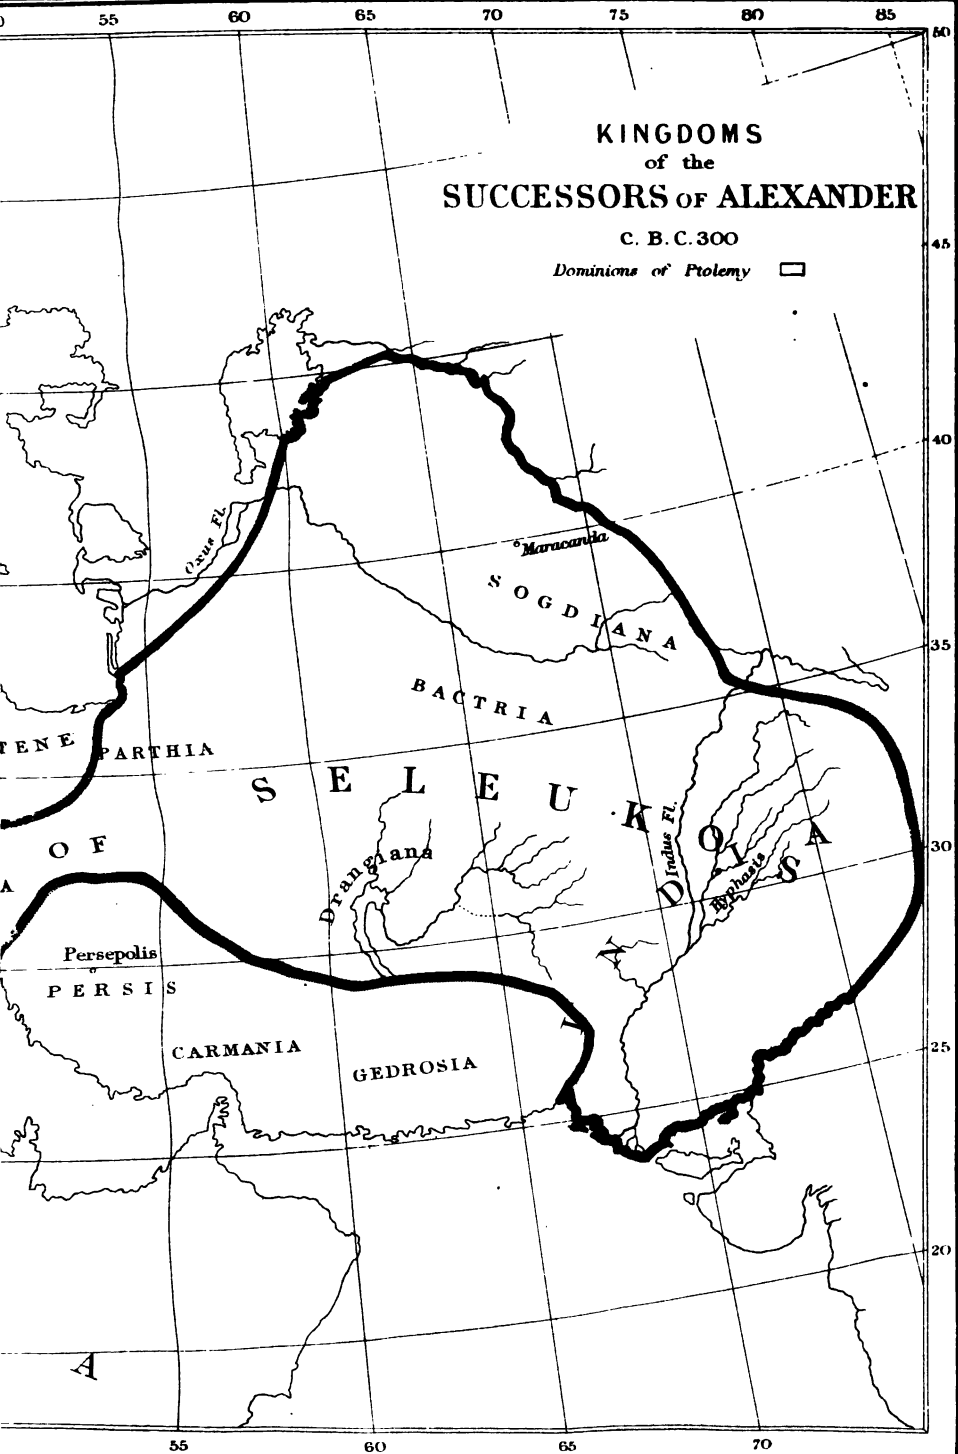 55 60 65 70 75 80 85
50
KINGDOMS
of the
SUCCESSORS OF ALEXANDER
C. B.C. 300
Dominions of Ptolemy
45
40
Oxus Fl.
Maracanda
SOGDIANA
35
BACTRIA
TENE
PARTHIA
SELEUKOS
OF
INDIA
Indus Fl.
Hyphasis
30
Drangiana
A
Persepolis
PERSIS
CARMANIA
GEDROSIA
25
20
A
55 60 65 70